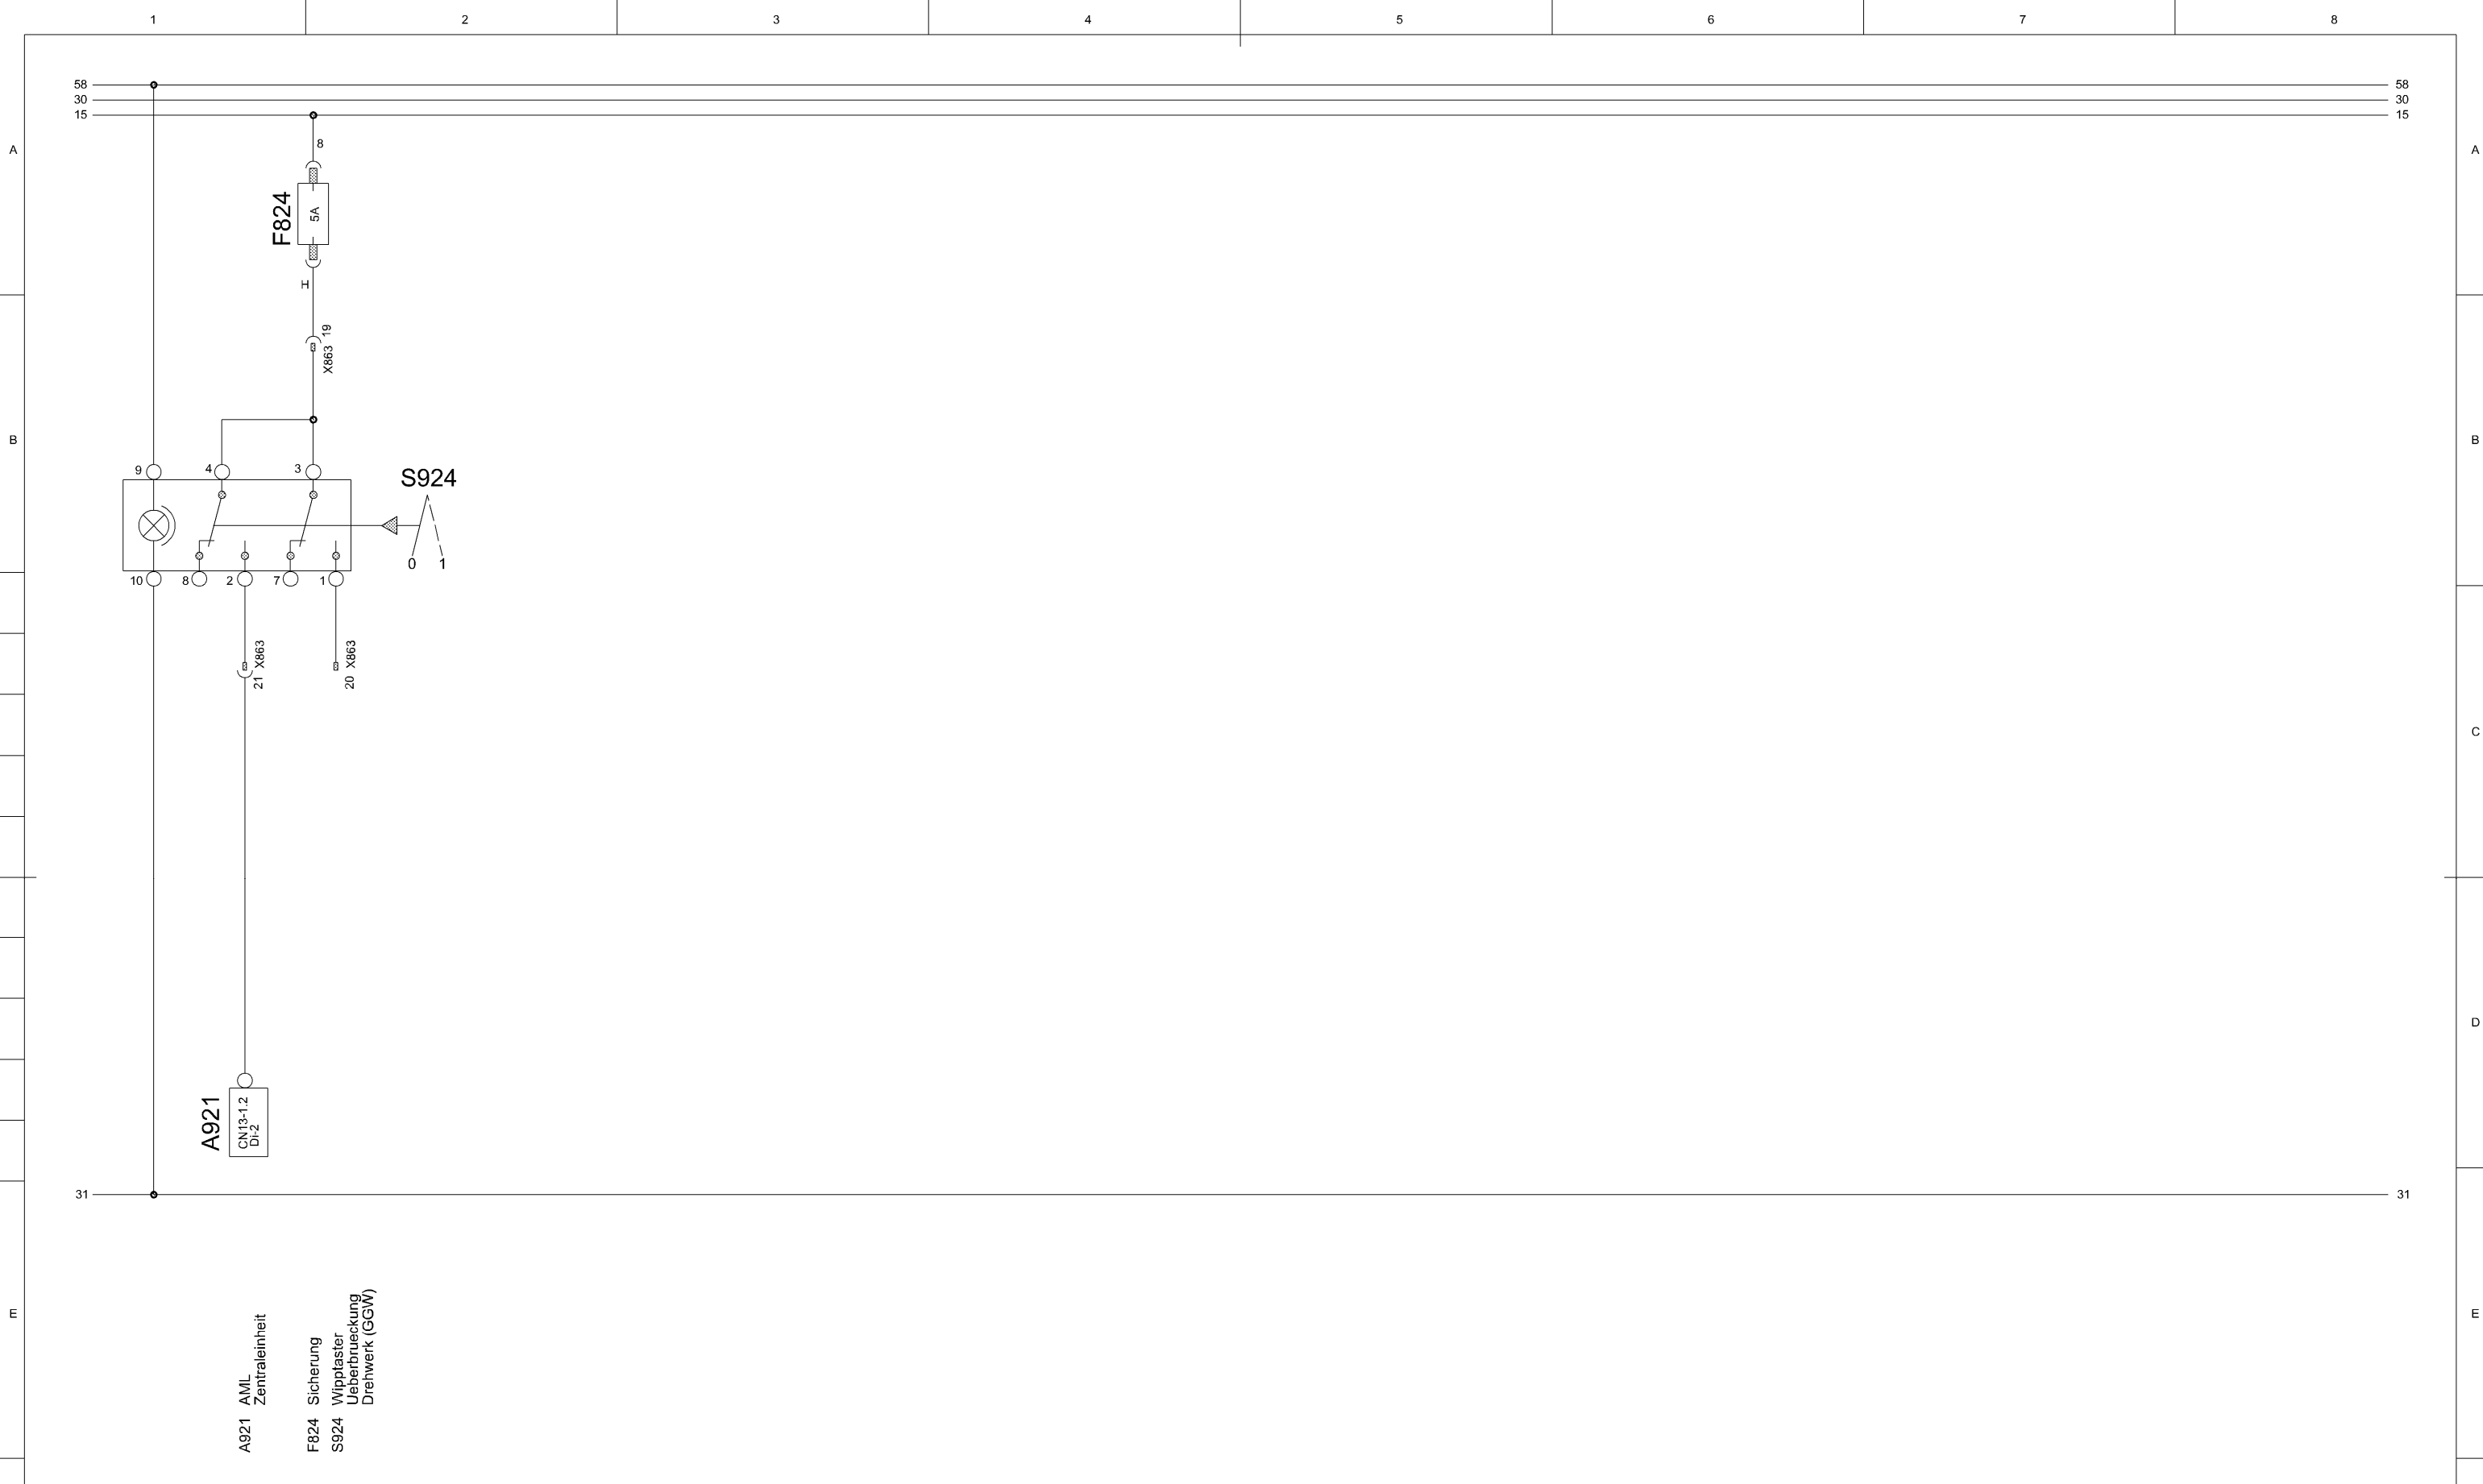 1 2 3 4 5 6 7 8
58 58
30 30
15 15
A A
8
F824
5A
H
19
X863
B B
9 4 3
S924
0 1
10 8 2 7 1
X863
21
X863
20
C
D
A921
CN13-1.2
Di-2
31 31
E E
A921 AML
Zentraleinheit
F824 Sicherung
S924 Wipptaster
Ueberbrueckung
Drehwerk (GGW)